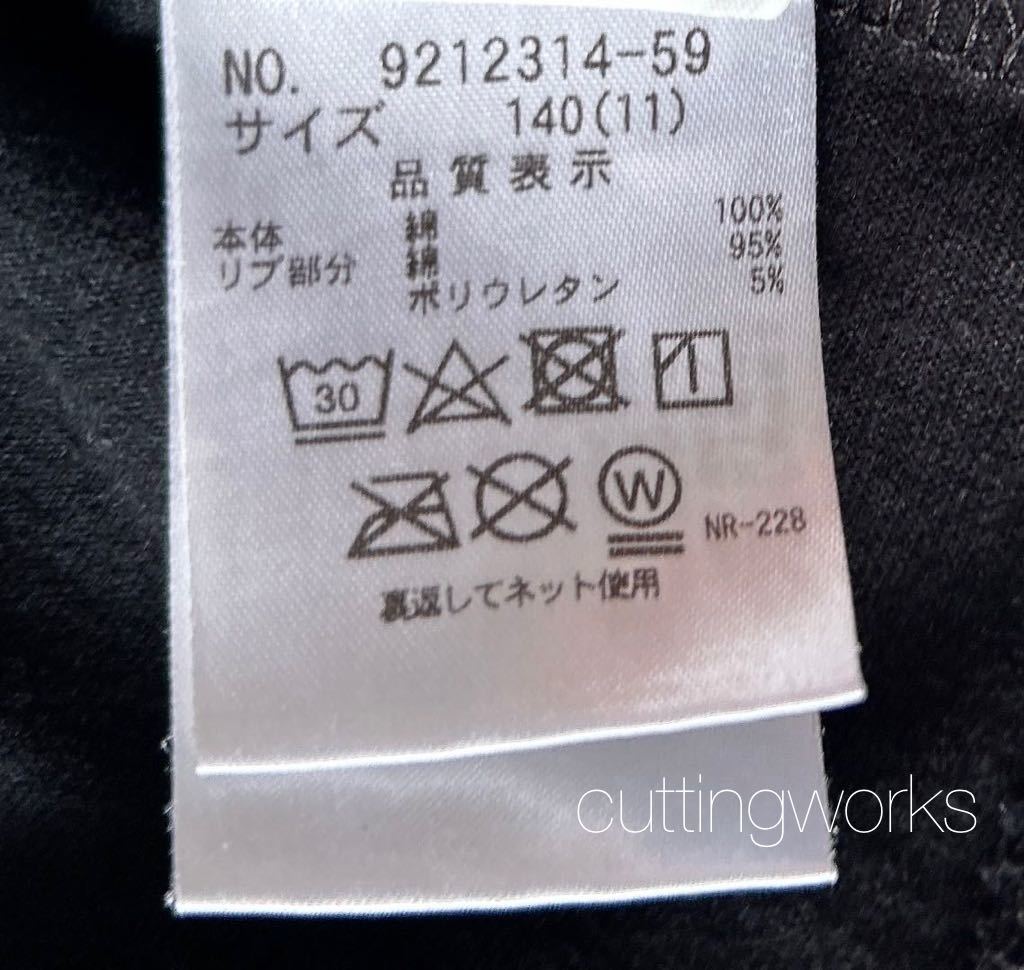 NO. 9212314-59
サイズ 140(11)
品質表示
本体 綿 100%
リブ部分 綿 95%
ポリウレタン 5%
30
W
NR-228
裏返してネット使用
cuttingworks